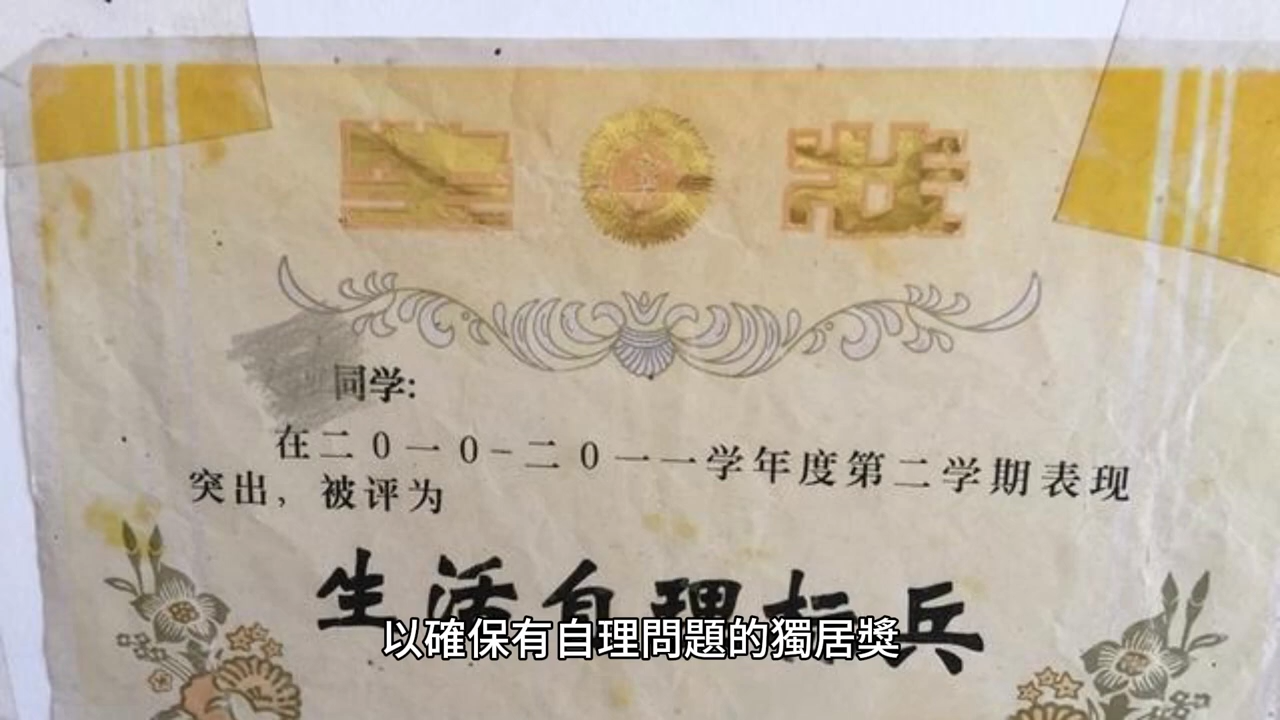 奖 状
同学:
在二0一0-二0一一学年度第二学期表现
突出，被评为
生活自理标兵
以確保有自理問題的獨居獎